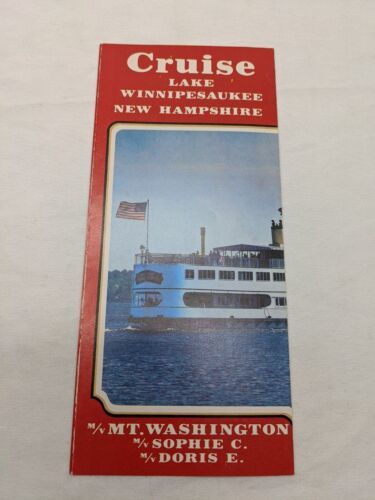 Cruise
LAKE
WINNIPESAUKEE
NEW HAMPSHIRE
M/V MT. WASHINGTON
M/V SOPHIE C.
M/V DORIS E.